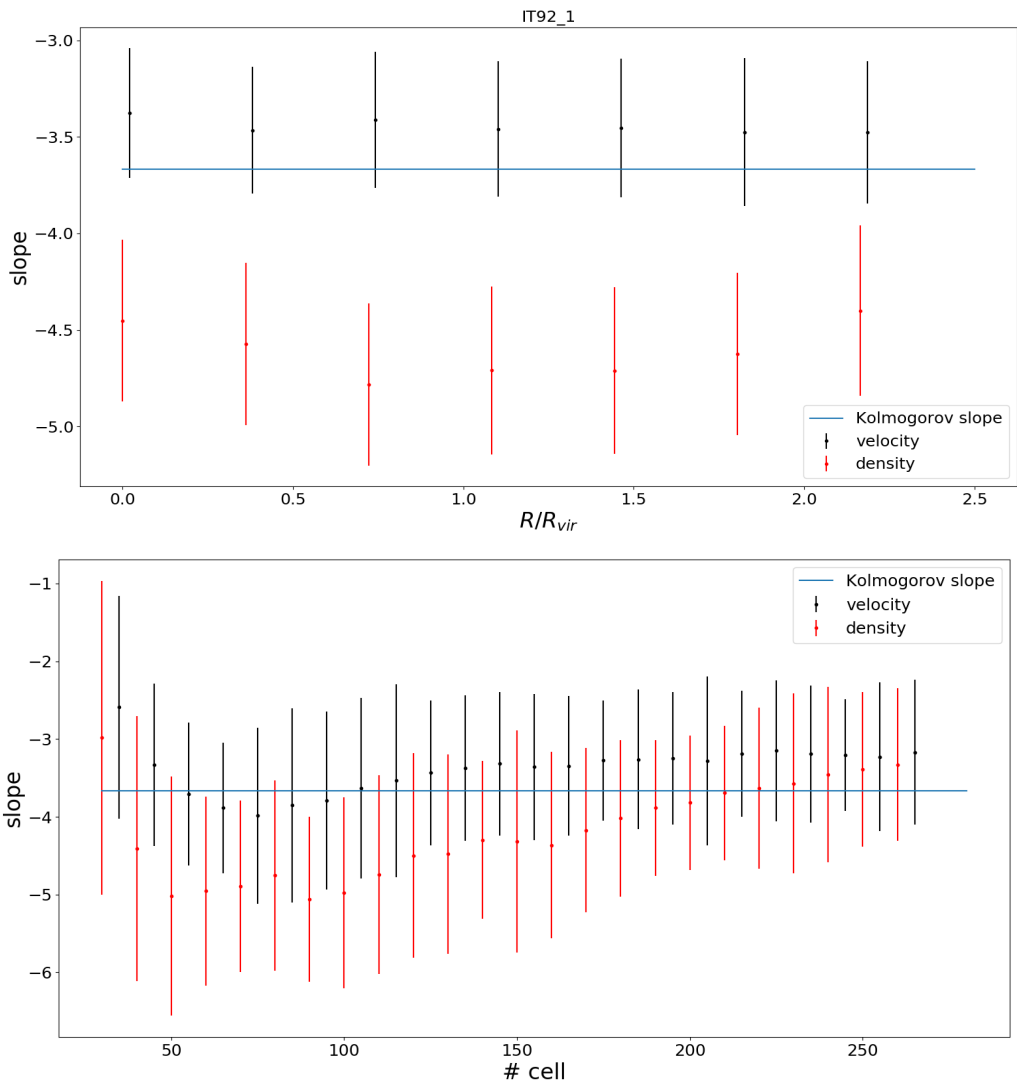 IT92_1
−3.0
−3.5
−4.0
−4.5
−5.0
slope
Kolmogorov slope
velocity
density
0.0 0.5 1.0 1.5 2.0 2.5
R/R_vir
−1
−2
−3
−4
−5
−6
slope
Kolmogorov slope
velocity
density
50 100 150 200 250
# cell